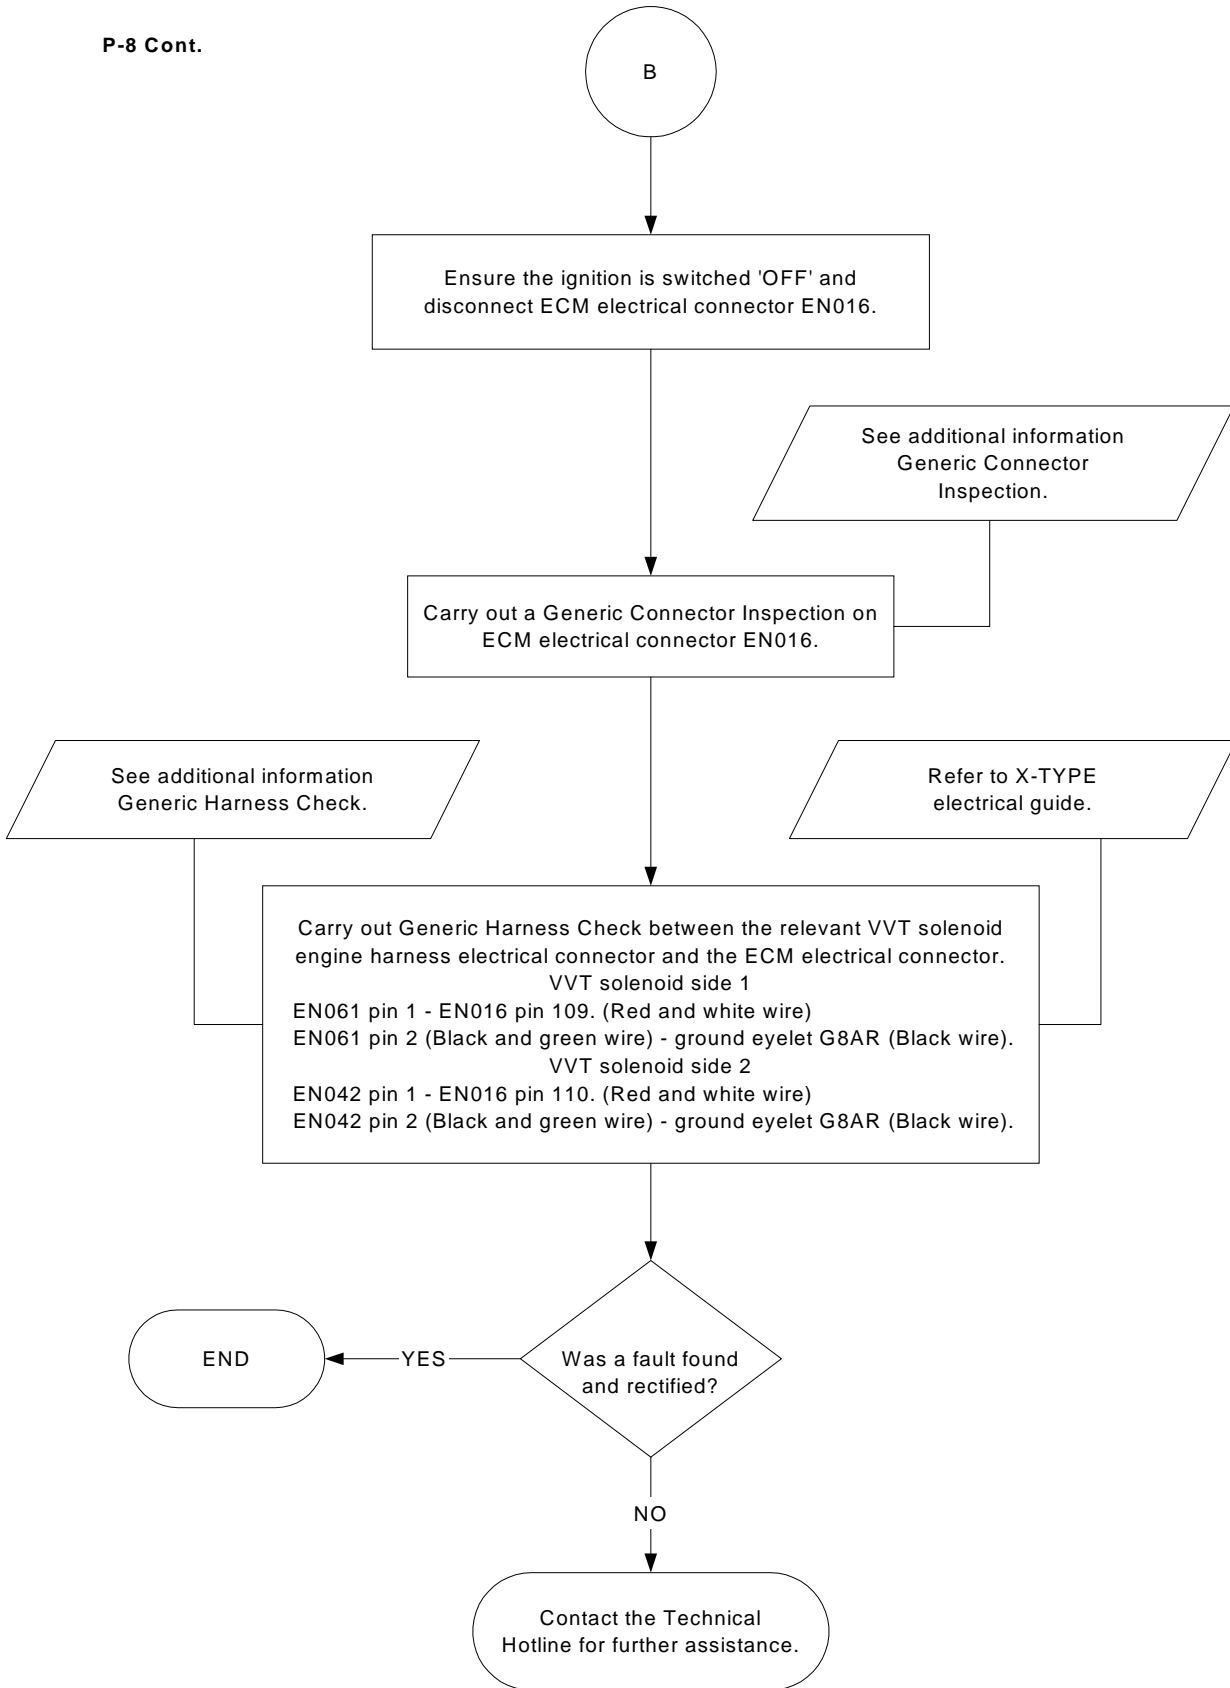 P-8 Cont.
B
Ensure the ignition is switched 'OFF' and
disconnect ECM electrical connector EN016.
See additional information
Generic Connector
Inspection.
Carry out a Generic Connector Inspection on
ECM electrical connector EN016.
See additional information
Generic Harness Check.
Refer to X-TYPE
electrical guide.
Carry out Generic Harness Check between the relevant VVT solenoid
engine harness electrical connector and the ECM electrical connector.
VVT solenoid side 1
EN061 pin 1 - EN016 pin 109. (Red and white wire)
EN061 pin 2 (Black and green wire) - ground eyelet G8AR (Black wire).
VVT solenoid side 2
EN042 pin 1 - EN016 pin 110. (Red and white wire)
EN042 pin 2 (Black and green wire) - ground eyelet G8AR (Black wire).
END
YES
Was a fault found
and rectified?
NO
Contact the Technical
Hotline for further assistance.